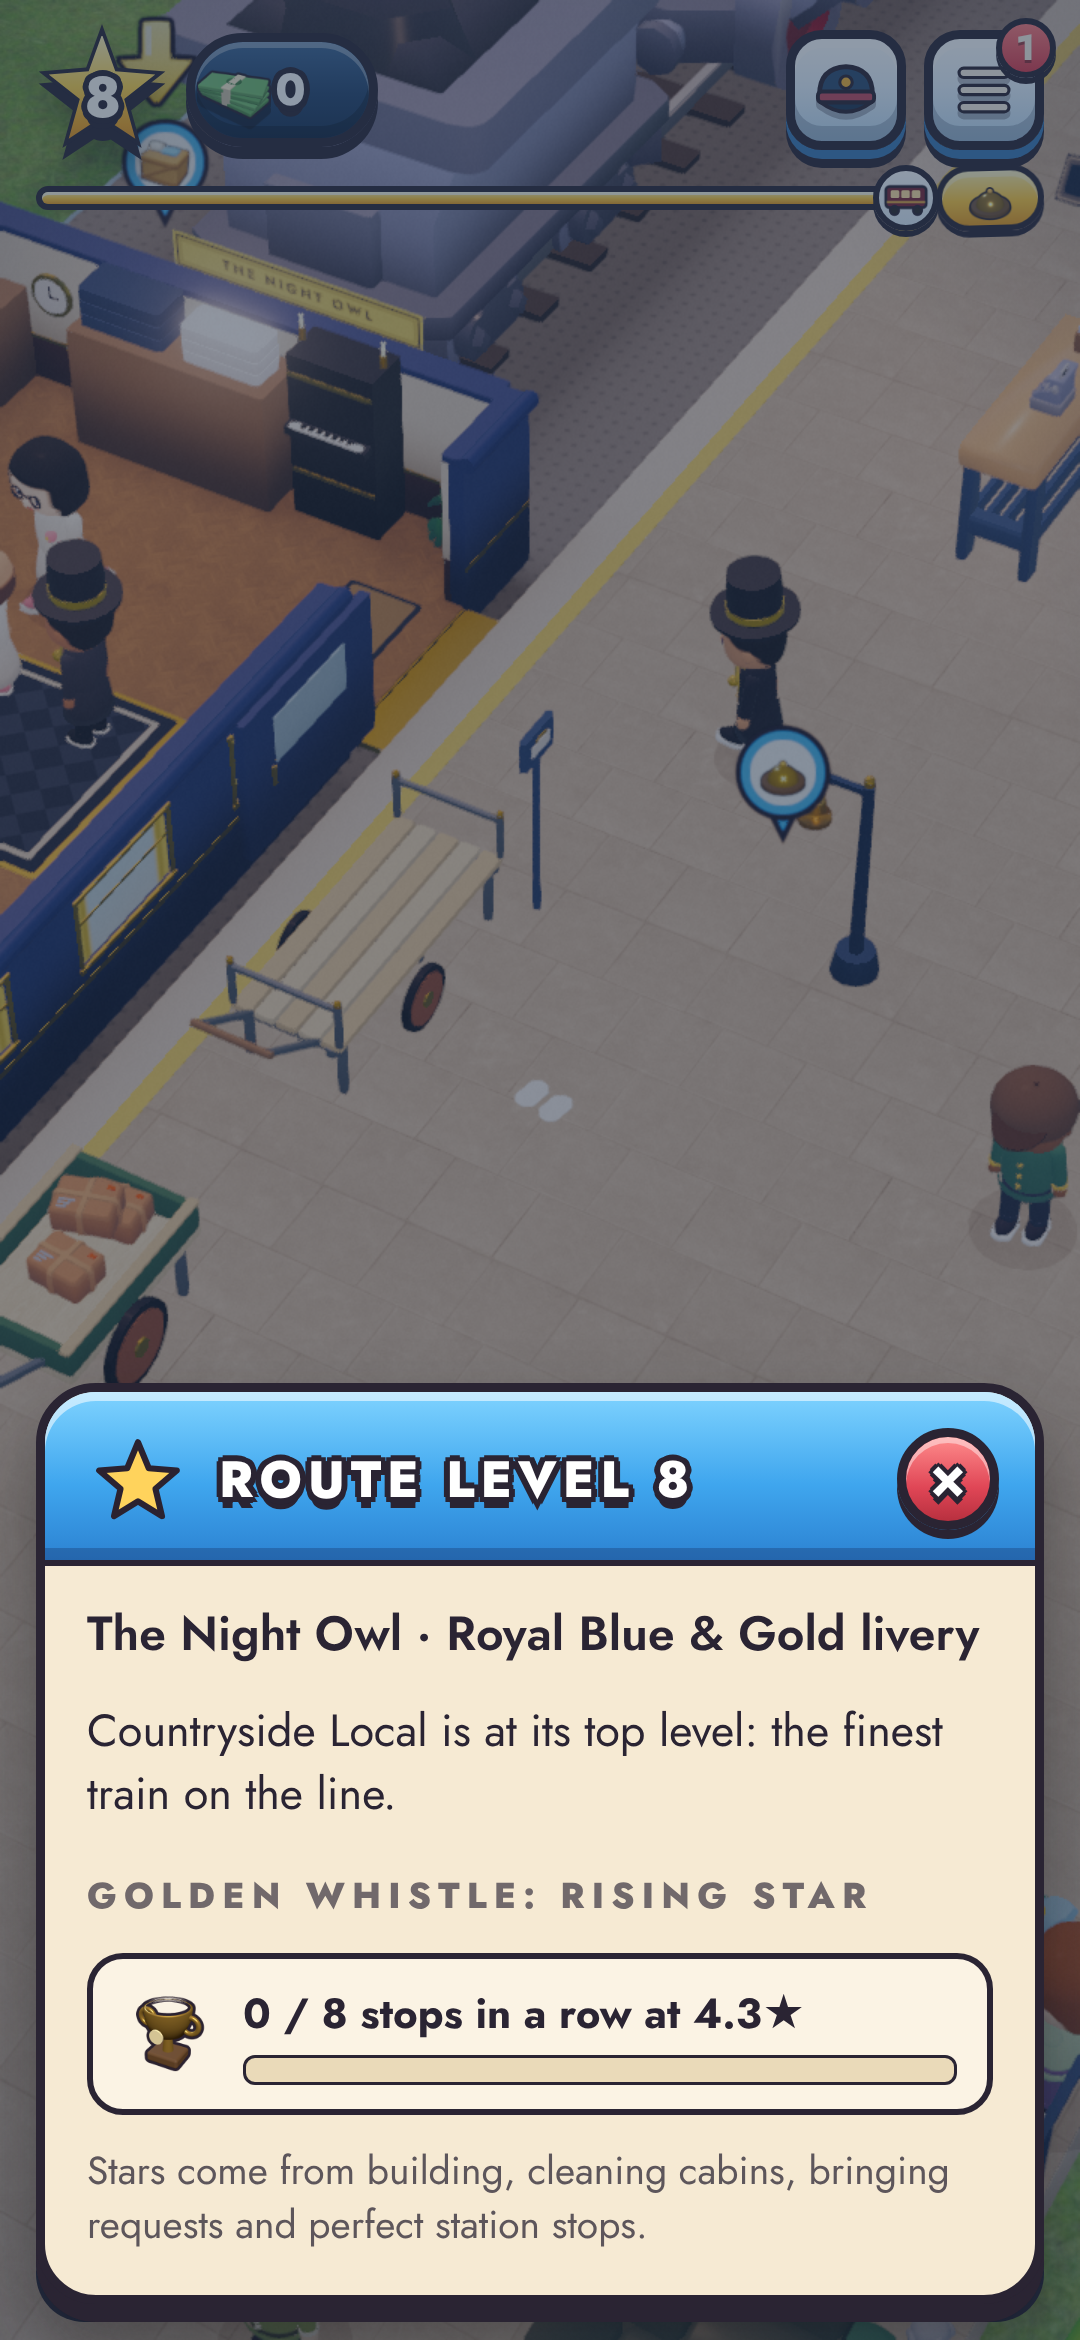 8
0
1
THE NIGHT OWL
ROUTE LEVEL 8
The Night Owl · Royal Blue & Gold livery
Countryside Local is at its top level: the finest
train on the line.
GOLDEN WHISTLE: RISING STAR
0 / 8 stops in a row at 4.3★
Stars come from building, cleaning cabins, bringing
requests and perfect station stops.